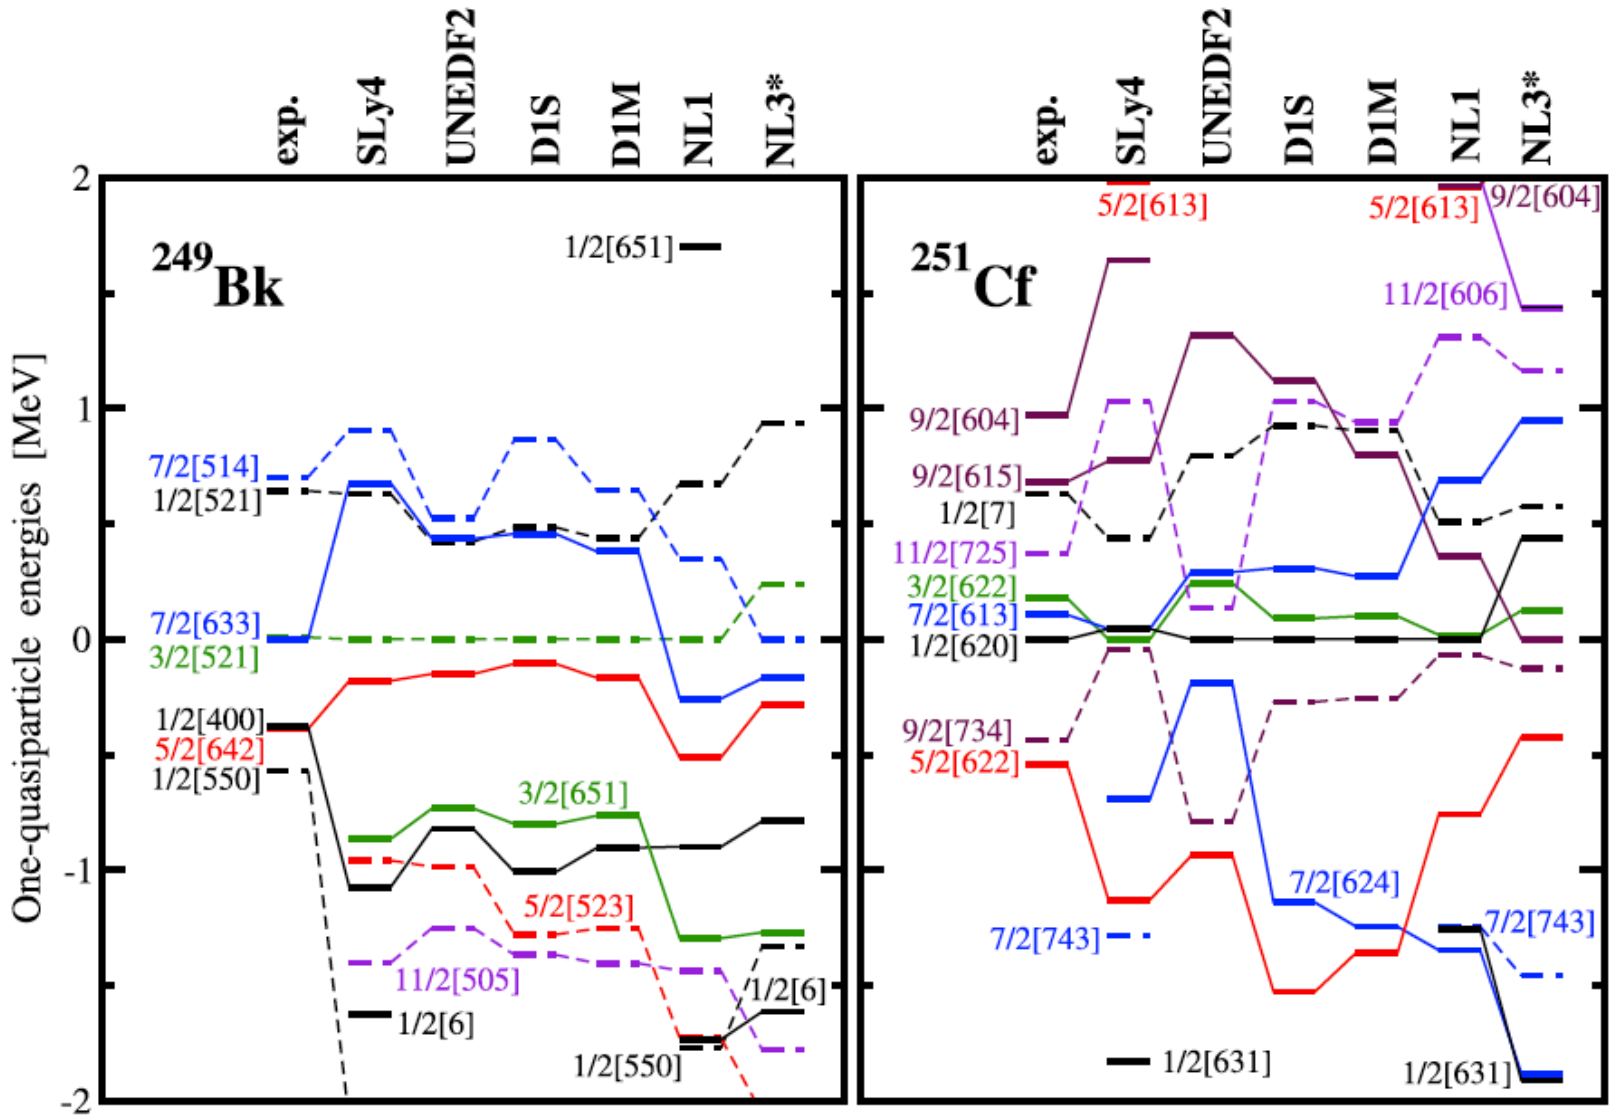 exp.
SLy4
UNEDF2
D1S
D1M
NL1
NL3*
exp.
SLy4
UNEDF2
D1S
D1M
NL1
NL3*
One-quasiparticle energies [MeV]
2
1
0
-1
-2
249Bk
1/2[651]
7/2[514]
1/2[521]
7/2[633]
3/2[521]
1/2[400]
5/2[642]
1/2[550]
3/2[651]
5/2[523]
11/2[505]
1/2[6]
1/2[6]
1/2[550]
251Cf
5/2[613]
5/2[613]
9/2[604]
11/2[606]
9/2[604]
9/2[615]
1/2[7]
11/2[725]
3/2[622]
7/2[613]
1/2[620]
9/2[734]
5/2[622]
7/2[624]
7/2[743]
7/2[743]
1/2[631]
1/2[631]